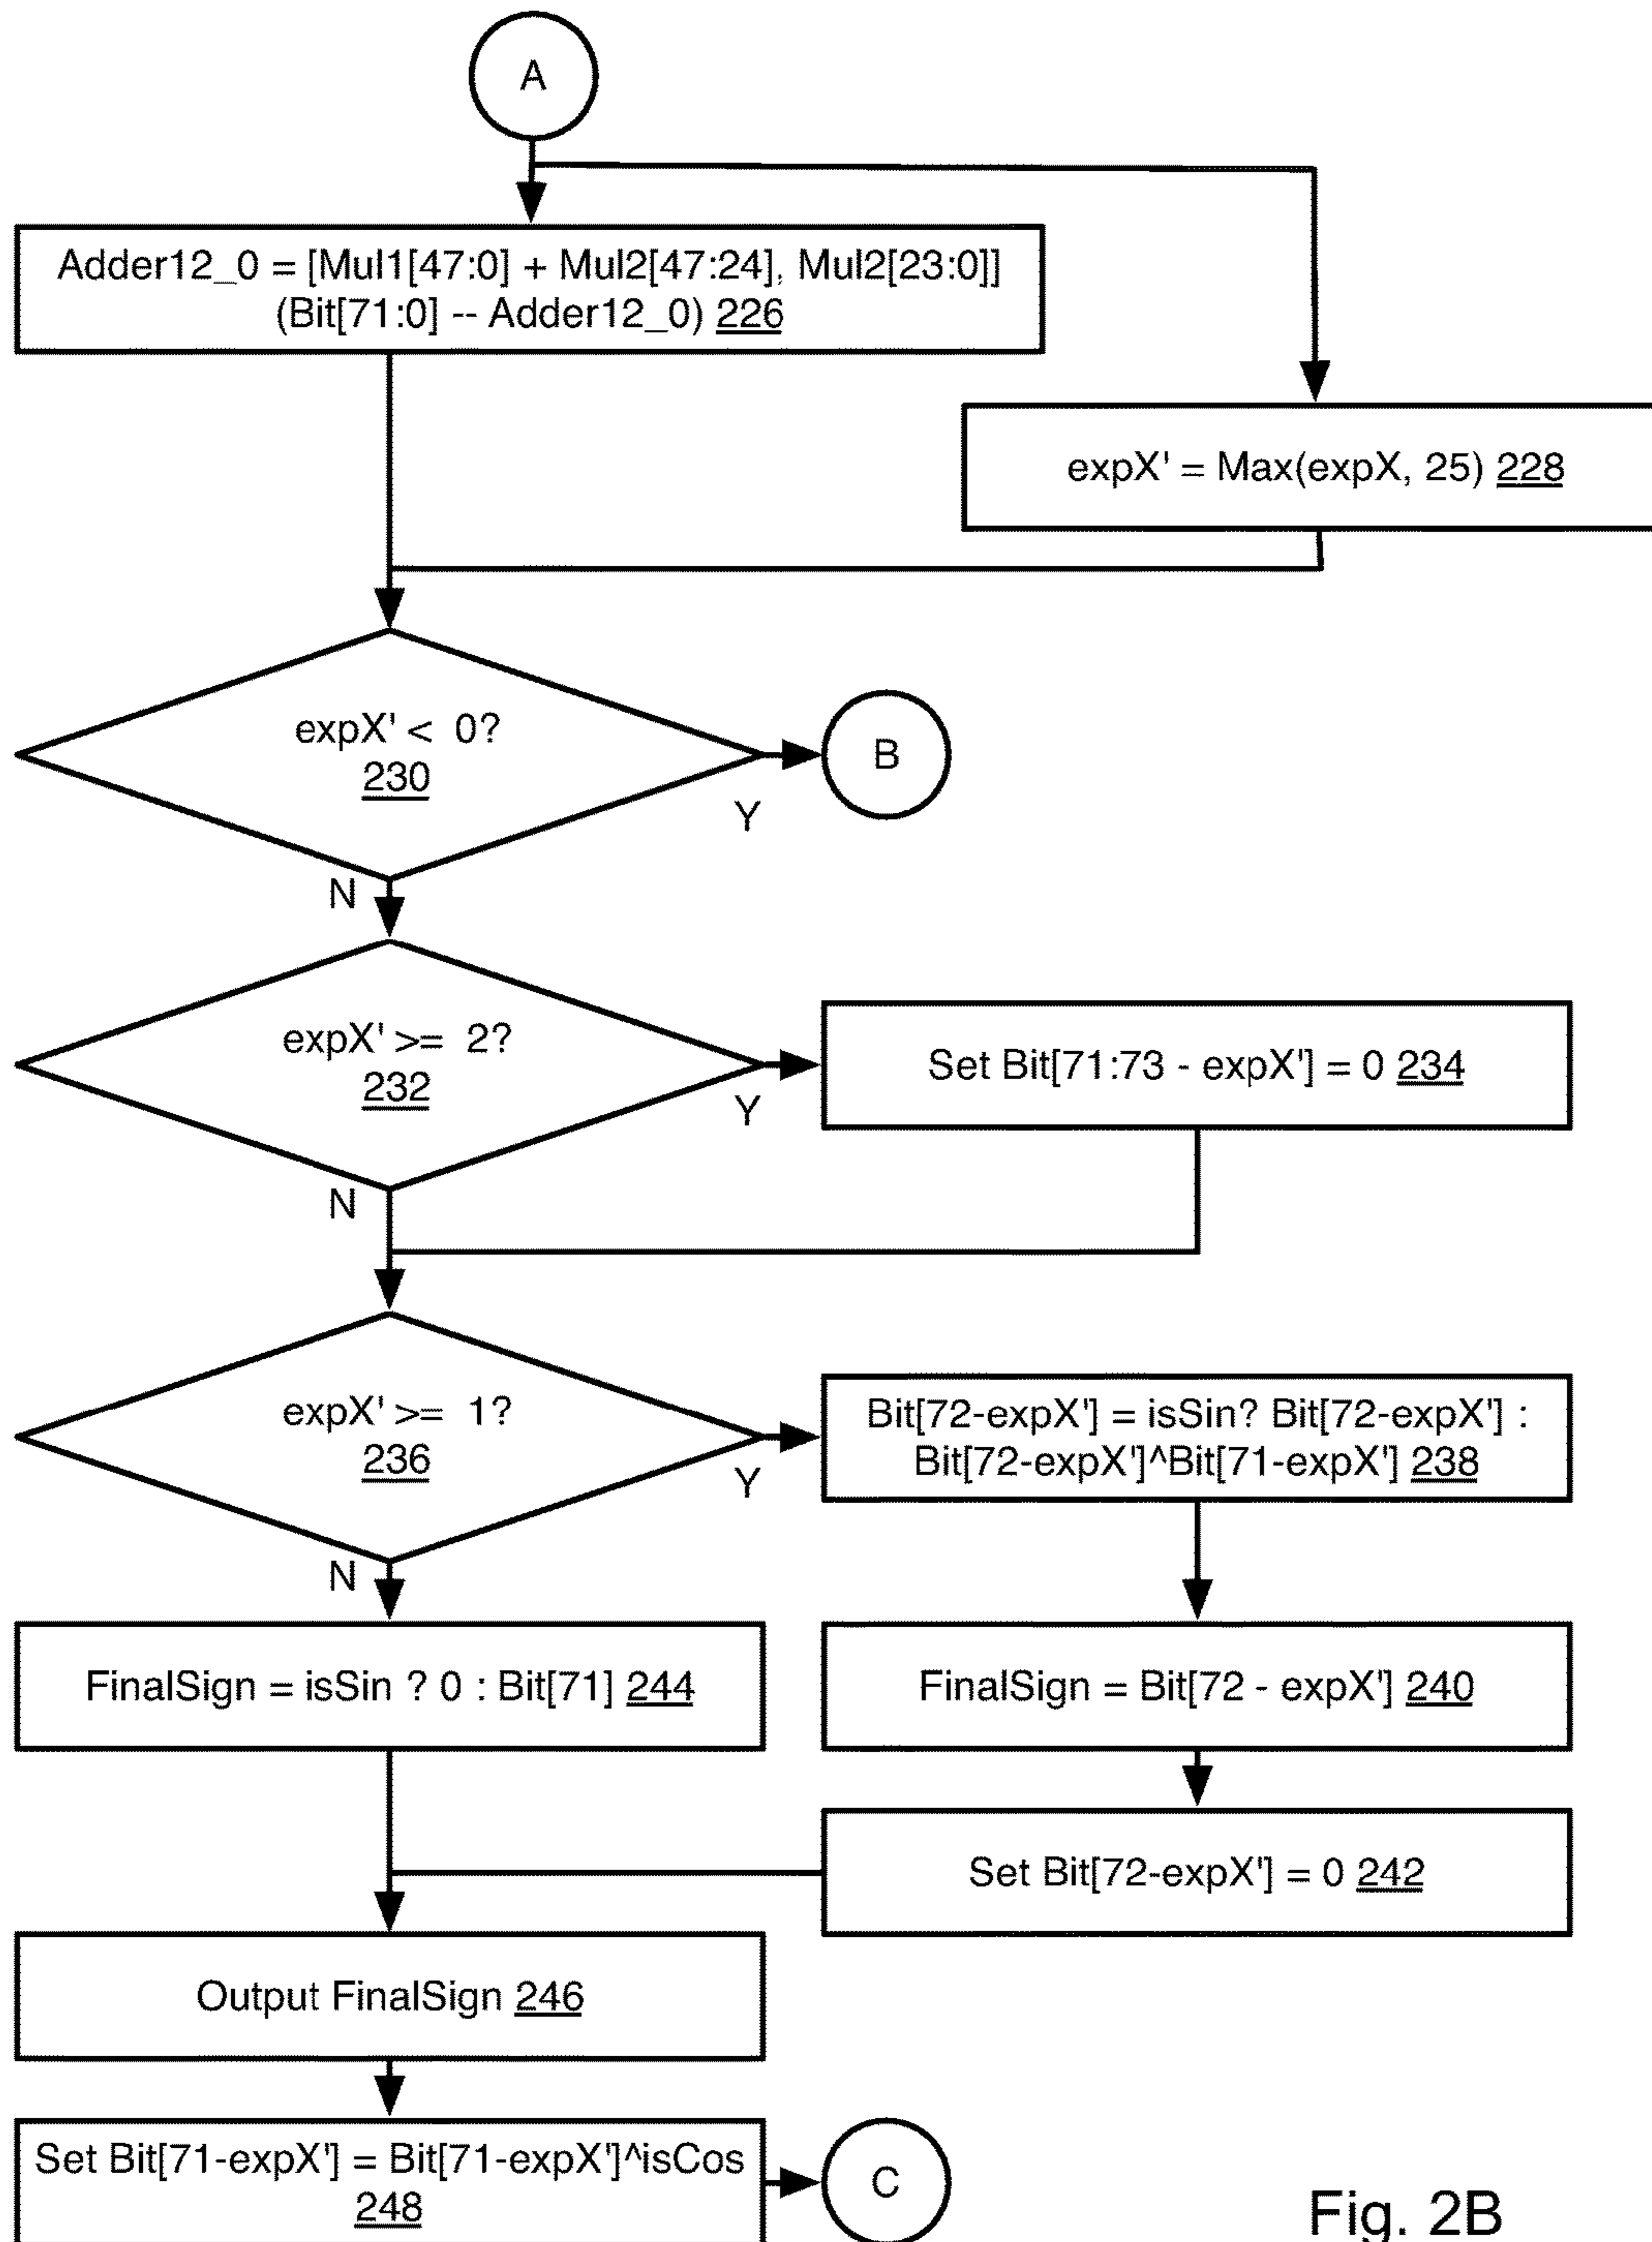 A
Adder12_0 = [Mul1[47:0] + Mul2[47:24], Mul2[23:0]]
(Bit[71:0] -- Adder12_0) 226
expX' = Max(expX, 25) 228
expX' < 0?
230
Y
B
N
expX' >= 2?
232
Y
Set Bit[71:73 - expX'] = 0 234
N
expX' >= 1?
236
Y
Bit[72-expX'] = isSin? Bit[72-expX'] :
Bit[72-expX']^Bit[71-expX'] 238
N
FinalSign = isSin ? 0 : Bit[71] 244
FinalSign = Bit[72 - expX'] 240
Set Bit[72-expX'] = 0 242
Output FinalSign 246
Set Bit[71-expX'] = Bit[71-expX']^isCos
248
C
Fig. 2B